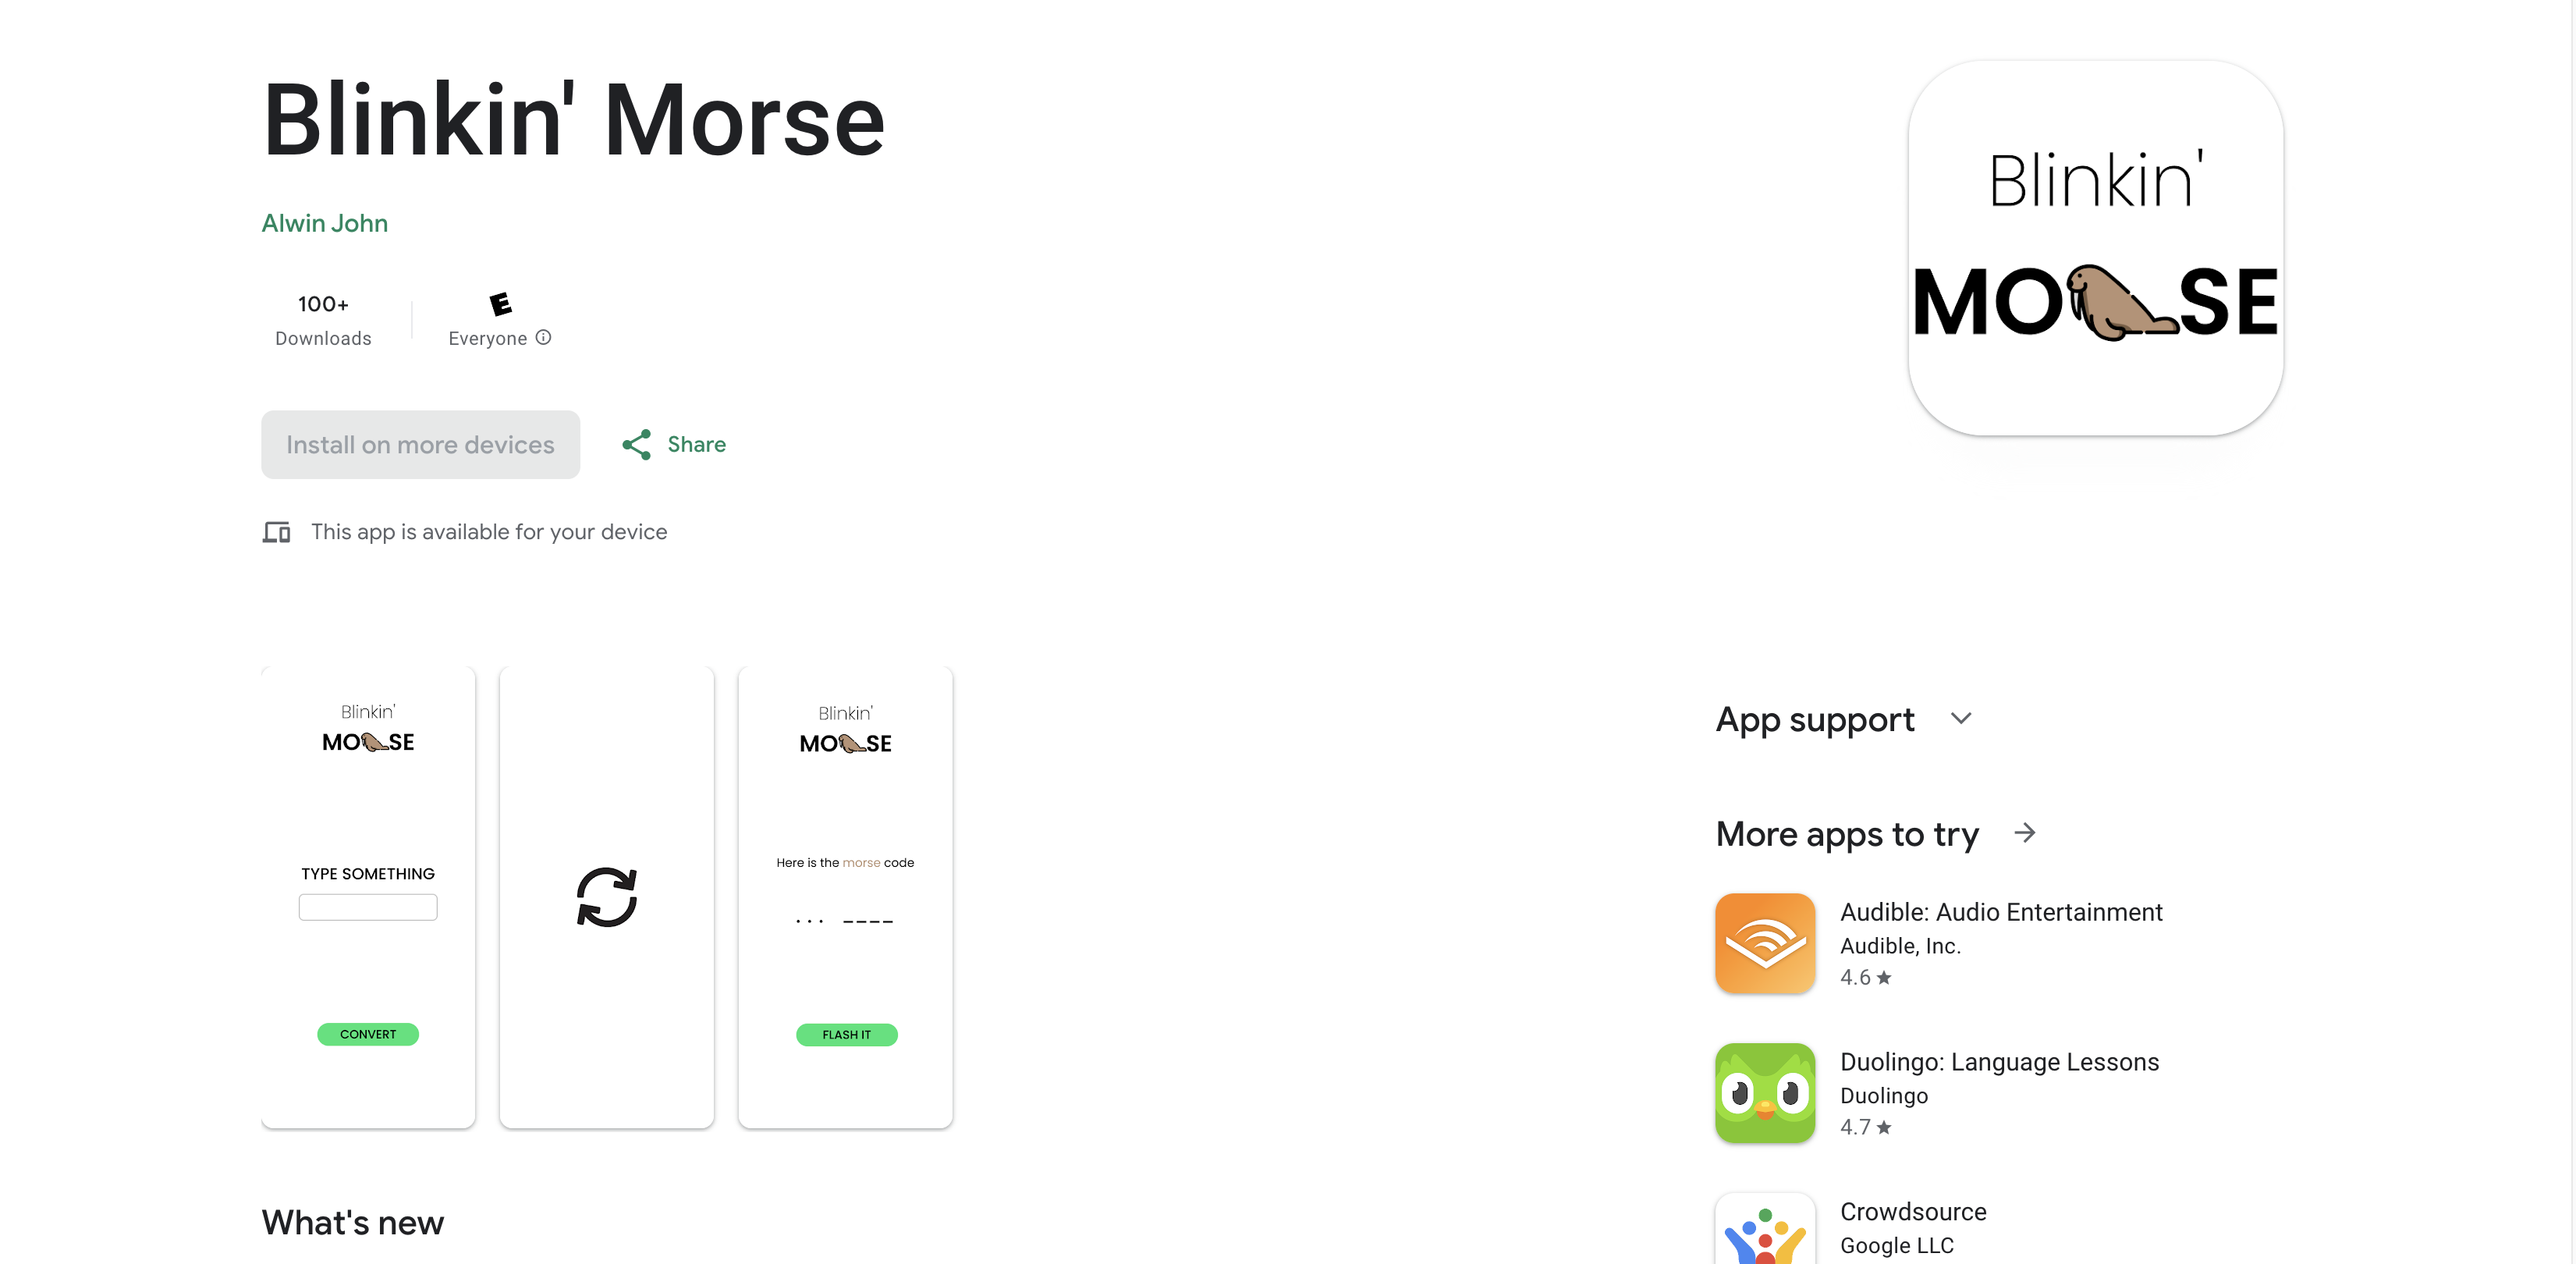 Blinkin' Morse
Alwin John
100+
Downloads
E
Everyone
Install on more devices
Share
This app is available for your device
Blinkin'
MO SE
Blinkin'
MO SE
TYPE SOMETHING
CONVERT
Blinkin'
MO SE
Here is the morse code
... ----
FLASH IT
What's new
App support
More apps to try
Audible: Audio Entertainment
Audible, Inc.
4.6 ★
Duolingo: Language Lessons
Duolingo
4.7 ★
Crowdsource
Google LLC